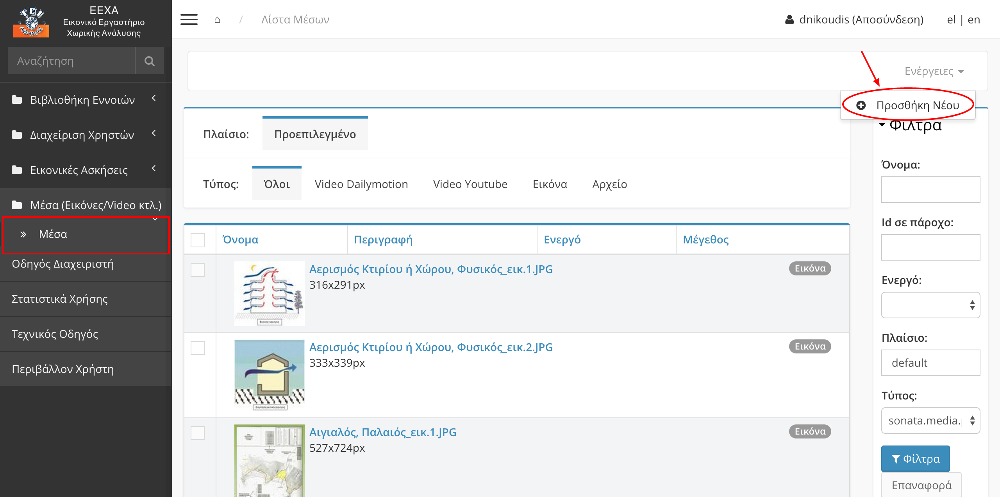 ΤΕΙ
ΑΘΗΝΑΣ
ΕΕΧΑ
Εικονικό Εργαστήριο
Χωρικής Ανάλυσης
Αναζήτηση
Βιβλιοθήκη Εννοιών
Διαχείριση Χρηστών
Εικονικές Ασκήσεις
Μέσα (Εικόνες/Video κτλ.)
Μέσα
Οδηγός Διαχειριστή
Στατιστικά Χρήσης
Τεχνικός Οδηγός
Περιβάλλον Χρήστη
/ Λίστα Μέσων
dnikoudis (Αποσύνδεση) el | en
Ενέργειες
Προσθήκη Νέου
Πλαίσιο: Προεπιλεγμένο
Τύπος: Όλοι Video Dailymotion Video Youtube Εικόνα Αρχείο
Όνομα Περιγραφή Ενεργό Μέγεθος
Αερισμός Κτιρίου ή Χώρου, Φυσικός_εικ.1.JPG Εικόνα
316x291px
Αερισμός Κτιρίου ή Χώρου, Φυσικός_εικ.2.JPG Εικόνα
333x339px
Αιγιαλός, Παλαιός_εικ.1.JPG Εικόνα
527x724px
Φίλτρα
Όνομα:
Id σε πάροχο:
Ενεργό:
Πλαίσιο:
default
Τύπος:
sonata.media.
Φίλτρα
Επαναφορά